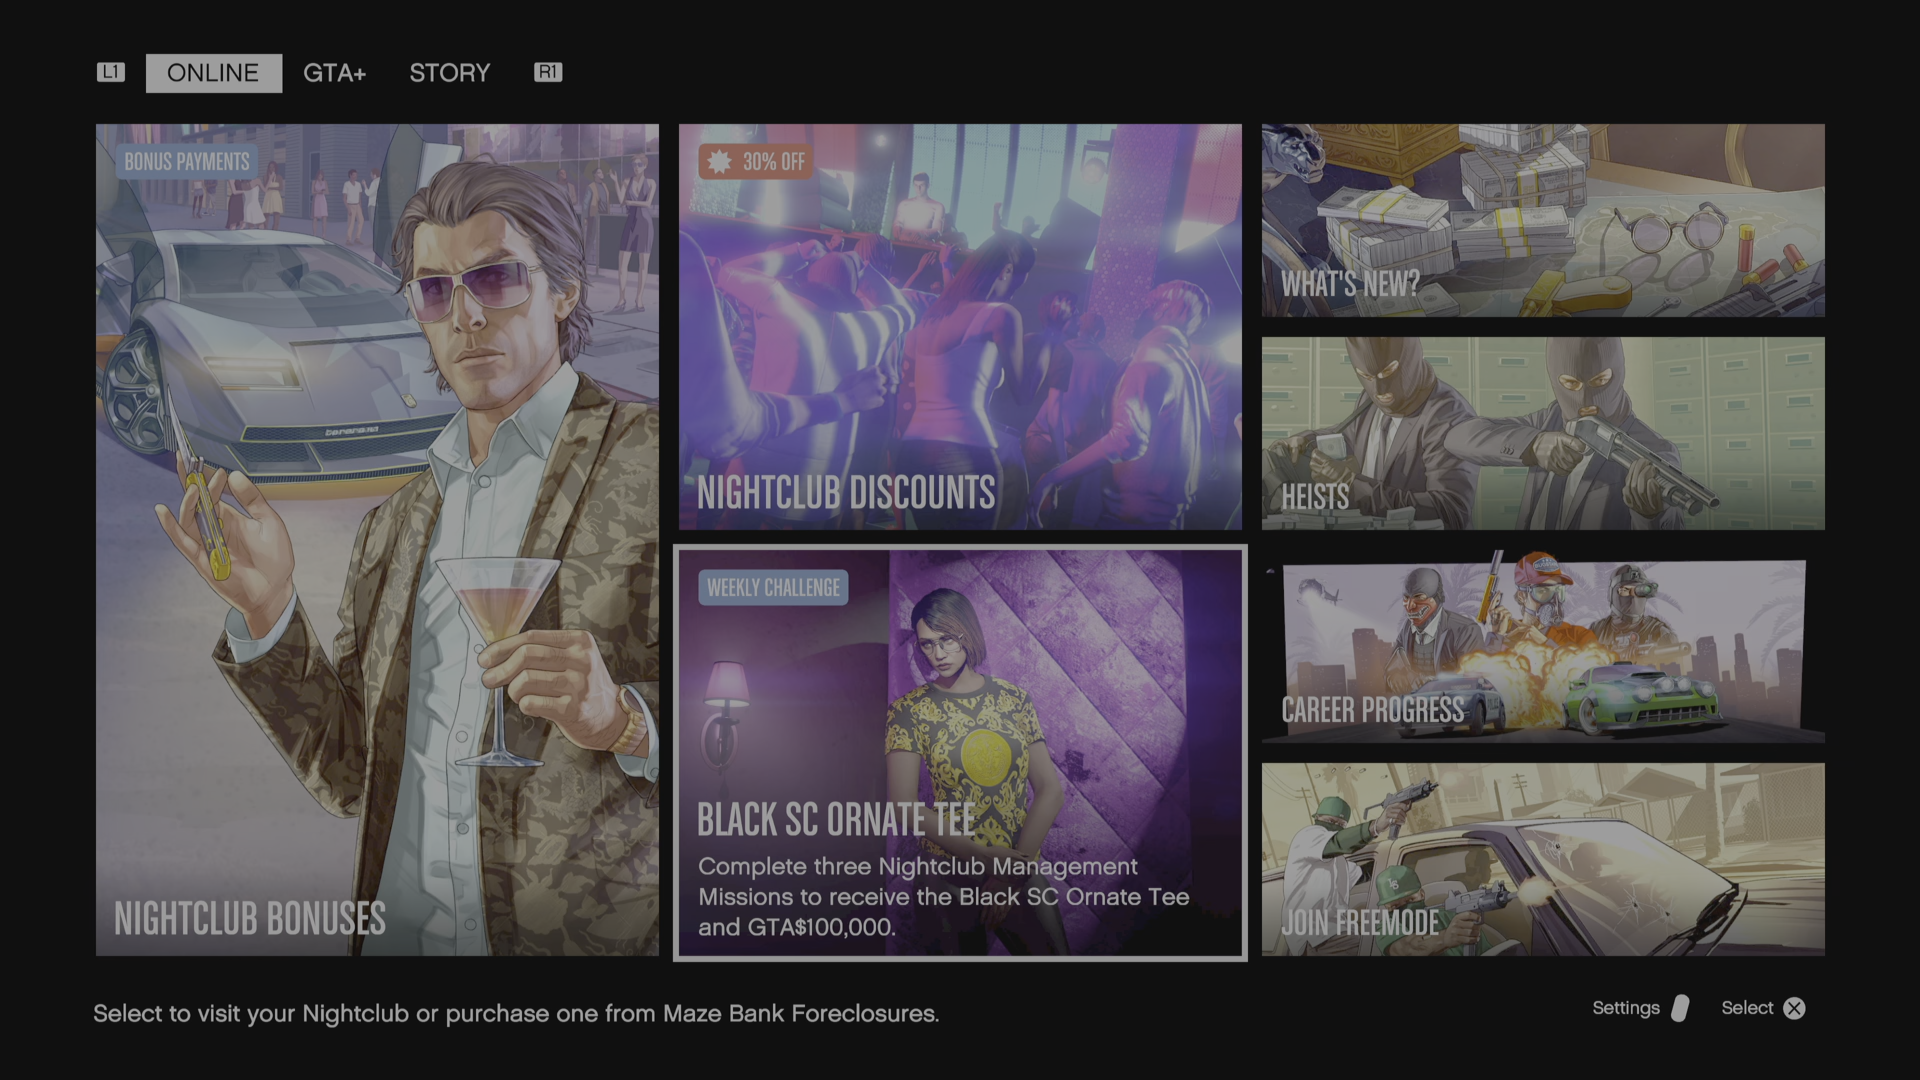 L1 ONLINE GTA+ STORY R1
BONUS PAYMENTS
NIGHTCLUB BONUSES
30% OFF
NIGHTCLUB DISCOUNTS
WEEKLY CHALLENGE
BLACK SC ORNATE TEE
Complete three Nightclub Management
Missions to receive the Black SC Ornate Tee
and GTA$100,000.
WHAT'S NEW?
HEISTS
CAREER PROGRESS
JOIN FREEMODE
Select to visit your Nightclub or purchase one from Maze Bank Foreclosures.
Settings Select